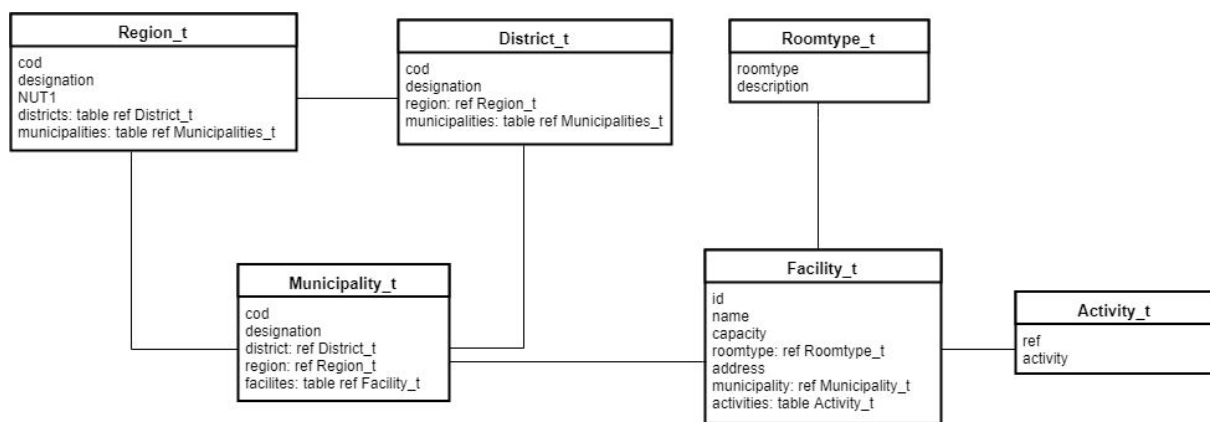 Region_t
cod
designation
NUT1
districts: table ref District_t
municipalities: table ref Municipalities_t
District_t
cod
designation
region: ref Region_t
municipalities: table ref Municipalities_t
Roomtype_t
roomtype
description
Municipality_t
cod
designation
district: ref District_t
region: ref Region_t
facilites: table ref Facility_t
Facility_t
id
name
capacity
roomtype: ref Roomtype_t
address
municipality: ref Municipality_t
activities: table Activity_t
Activity_t
ref
activity